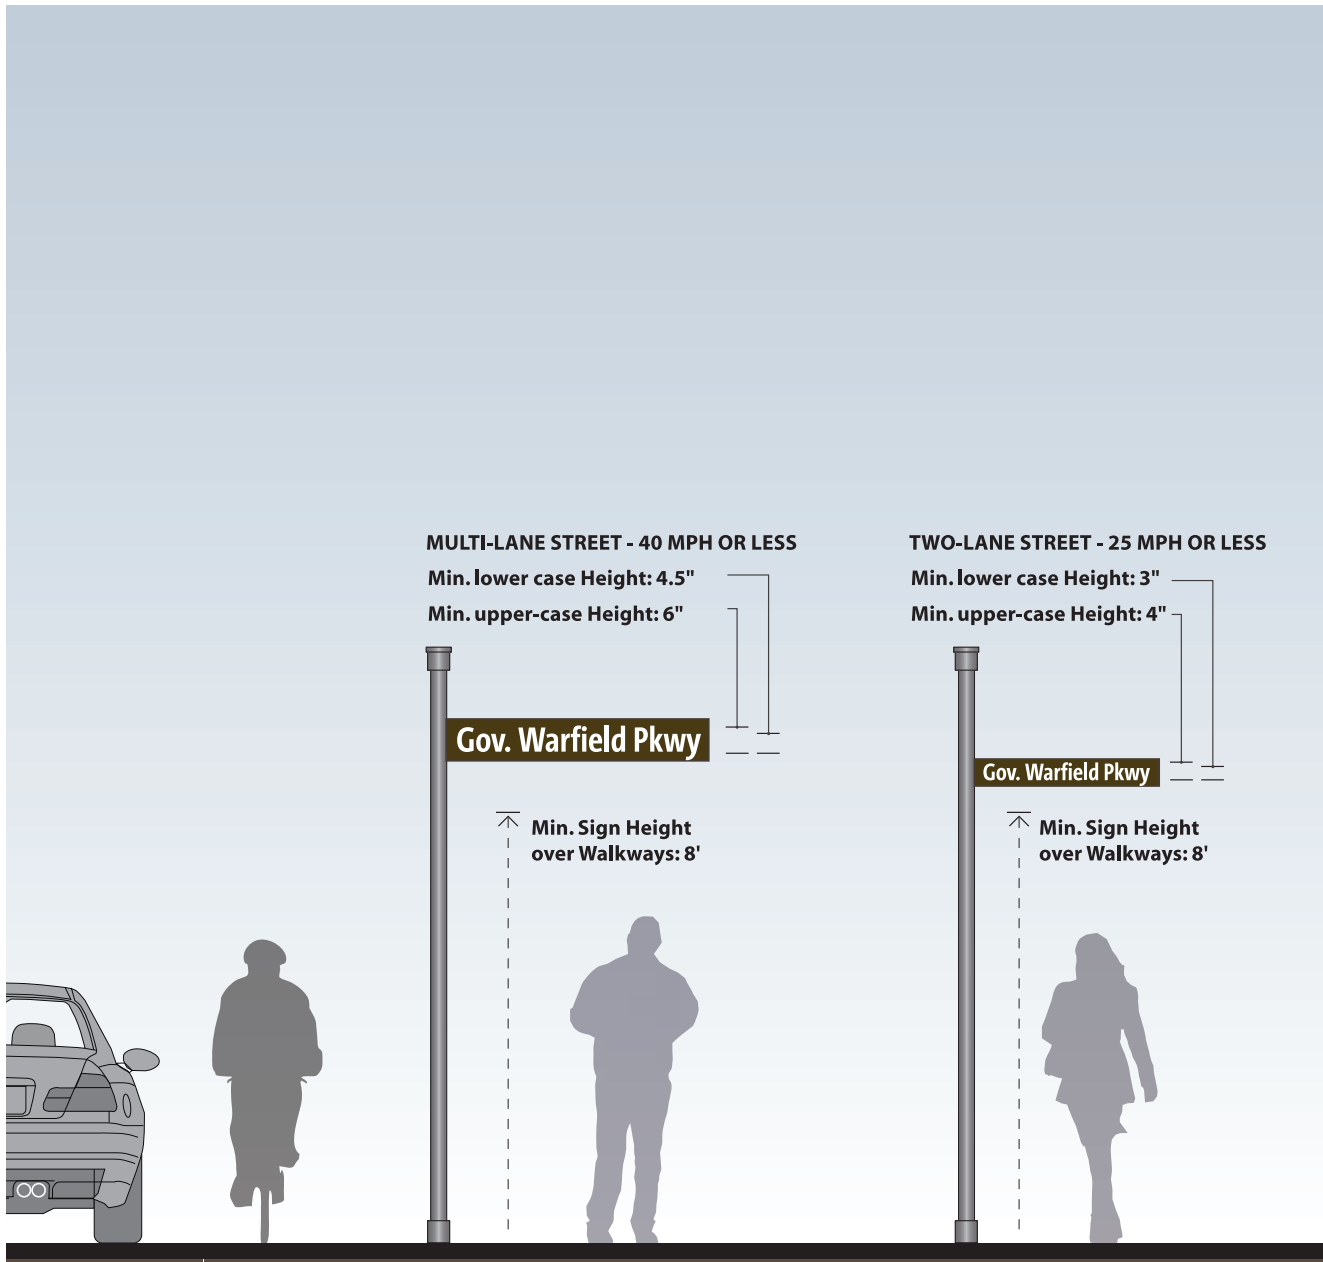 MULTI-LANE STREET - 40 MPH OR LESS
Min. lower case Height: 4.5"
Min. upper-case Height: 6"
Gov. Warfield Pkwy
Min. Sign Height
over Walkways: 8'
TWO-LANE STREET - 25 MPH OR LESS
Min. lower case Height: 3"
Min. upper-case Height: 4"
Gov. Warfield Pkwy
Min. Sign Height
over Walkways: 8'